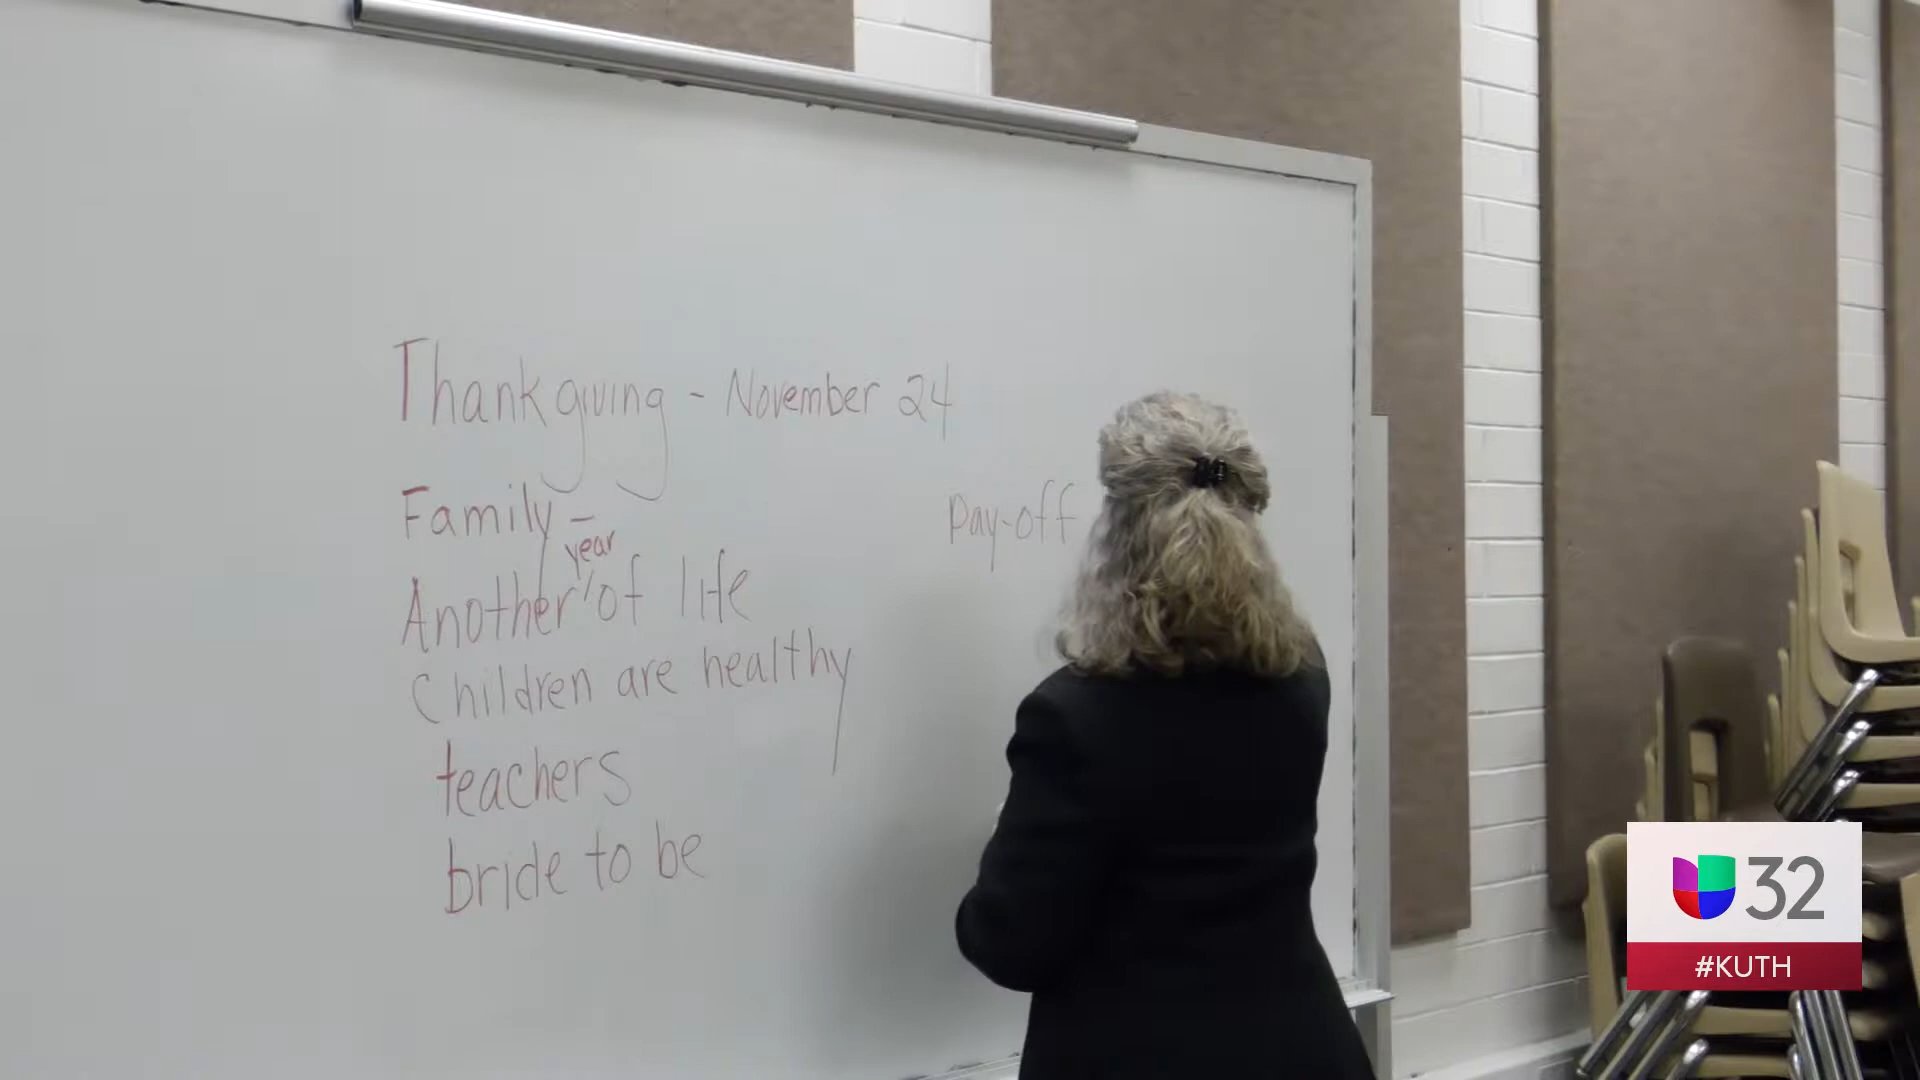 Thankgiving - November 24
Family -
pay-off
year
Another of life
Children are healthy
teachers
bride to be
32
#KUTH